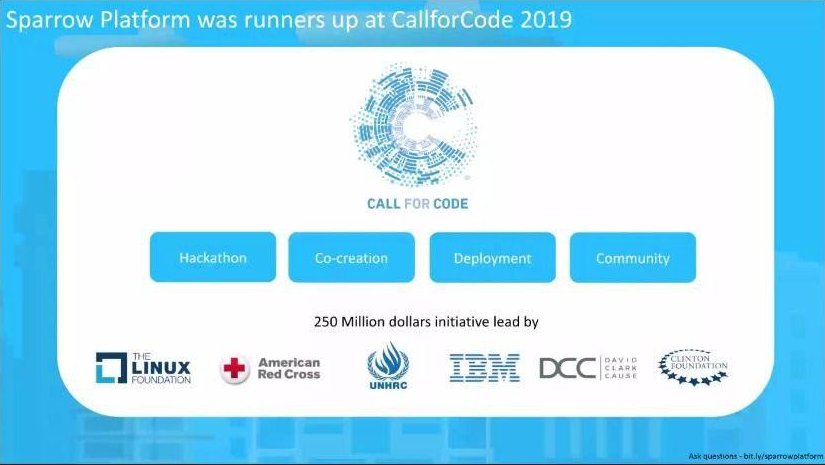 Sparrow Platform was runners up at CallforCode 2019
CALL FOR CODE
Hackathon
Co-creation
Deployment
Community
250 Million dollars initiative lead by
THE
LINUX
FOUNDATION
American
Red Cross
UNHRC
IBM
DCC
DAVID
CLARK
CAUSE
CLINTON
FOUNDATION
Ask questions - bit.ly/sparrowplatform